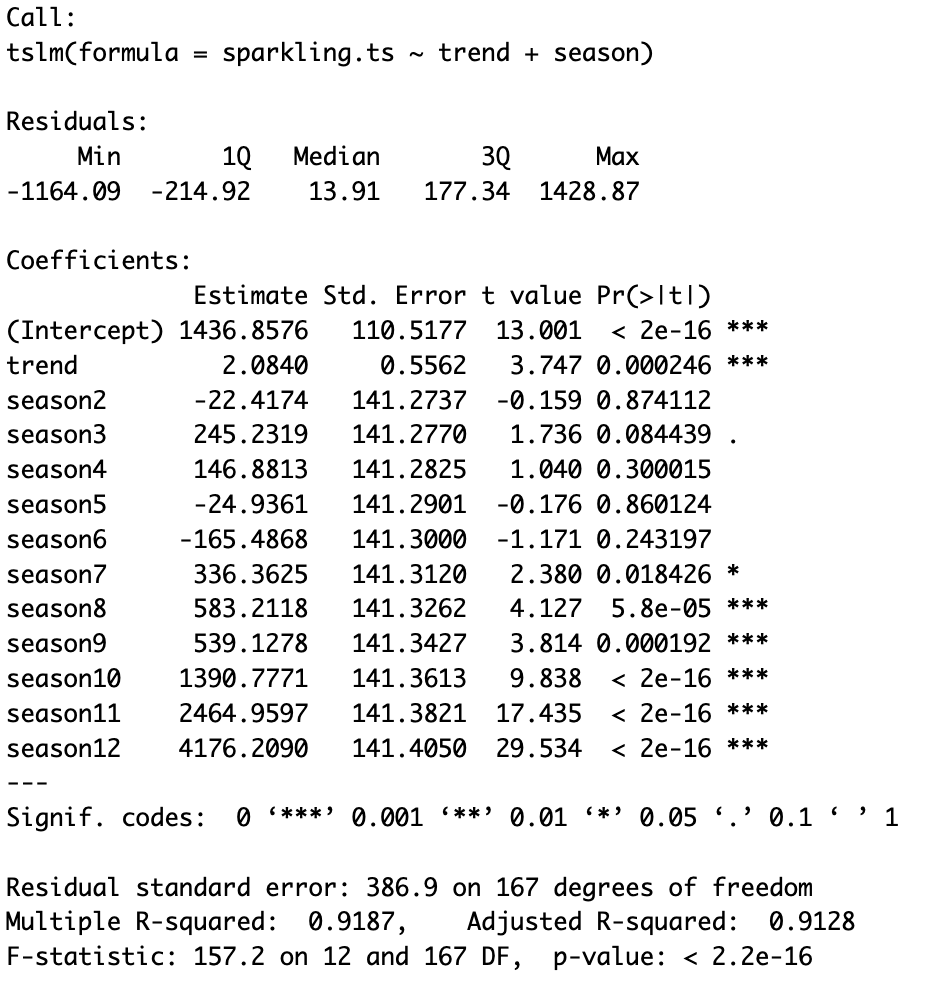 Call:
tslm(formula = sparkling.ts ~ trend + season)

Residuals:
     Min       1Q   Median       3Q      Max
-1164.09  -214.92    13.91   177.34  1428.87

Coefficients:
             Estimate Std. Error t value Pr(>|t|)
(Intercept) 1436.8576   110.5177  13.001  < 2e-16 ***
trend          2.0840     0.5562   3.747 0.000246 ***
season2      -22.4174   141.2737  -0.159 0.874112
season3      245.2319   141.2770   1.736 0.084439 .
season4      146.8813   141.2825   1.040 0.300015
season5      -24.9361   141.2901  -0.176 0.860124
season6     -165.4868   141.3000  -1.171 0.243197
season7      336.3625   141.3120   2.380 0.018426 *
season8      583.2118   141.3262   4.127  5.8e-05 ***
season9      539.1278   141.3427   3.814 0.000192 ***
season10    1390.7771   141.3613   9.838  < 2e-16 ***
season11    2464.9597   141.3821  17.435  < 2e-16 ***
season12    4176.2090   141.4050  29.534  < 2e-16 ***
---
Signif. codes:  0 ‘***’ 0.001 ‘**’ 0.01 ‘*’ 0.05 ‘.’ 0.1 ‘ ’ 1

Residual standard error: 386.9 on 167 degrees of freedom
Multiple R-squared:  0.9187,    Adjusted R-squared:  0.9128
F-statistic: 157.2 on 12 and 167 DF,  p-value: < 2.2e-16